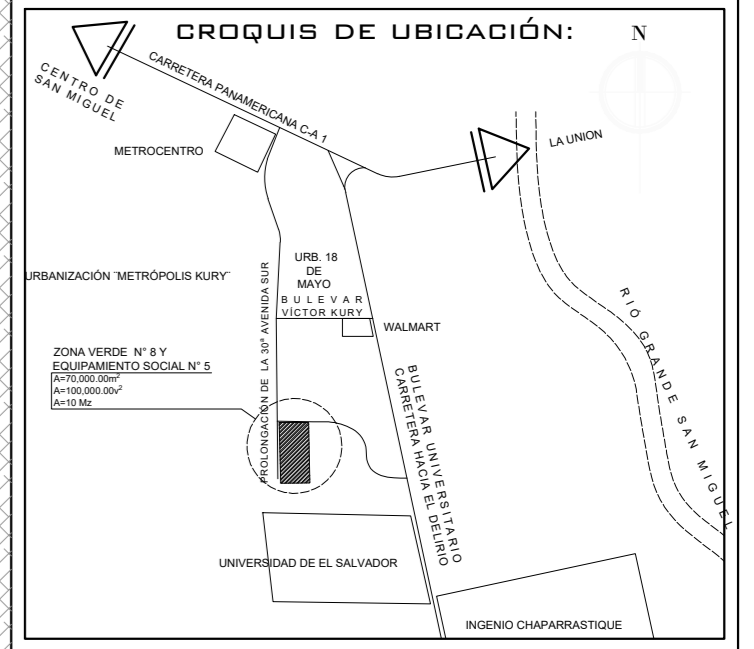 CROQUIS DE UBICACIÓN:
N
CENTRO DE
SAN MIGUEL
CARRETERA PANAMERICANA C-A 1
METROCENTRO
LA UNION
URB. 18
DE
MAYO
URBANIZACIÓN ¨METRÓPOLIS KURY¨
BULEVAR
VÍCTOR KURY
WALMART
RIÓ GRANDE SAN MIGUEL
PROLONGACIÓN DE LA 30ª AVENIDA SUR
ZONA VERDE N° 8 Y
EQUIPAMIENTO SOCIAL N° 5
A=70,000.00m²
A=100,000.00v²
A=10 Mz
BULEVAR UNIVERSITARIO
CARRETERA HACIA EL DELIRIO
UNIVERSIDAD DE EL SALVADOR
INGENIO CHAPARRASTIQUE